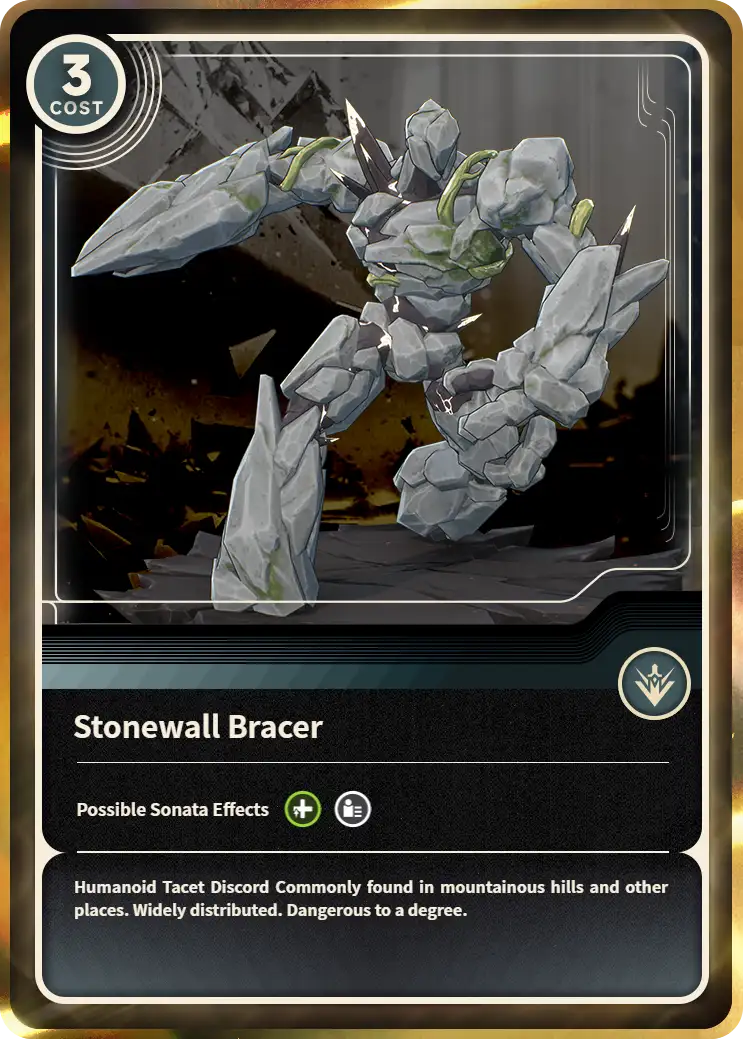 3
COST
Stonewall Bracer
Possible Sonata Effects
Humanoid Tacet Discord Commonly found in mountainous hills and other
places. Widely distributed. Dangerous to a degree.